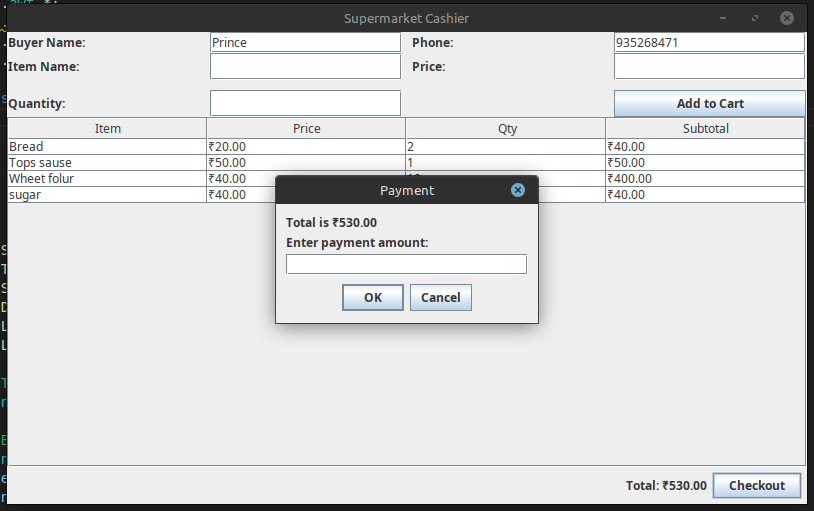 Supermarket Cashier
Buyer Name: Prince Phone: 935268471
Item Name: Price:
Quantity: Add to Cart
Item Price Qty Subtotal
Bread ₹20.00 2 ₹40.00
Tops sause ₹50.00 1 ₹50.00
Wheet folur ₹40.00 ₹400.00
sugar ₹40.00 ₹40.00
Payment
Total is ₹530.00
Enter payment amount:
OK Cancel
Total: ₹530.00 Checkout